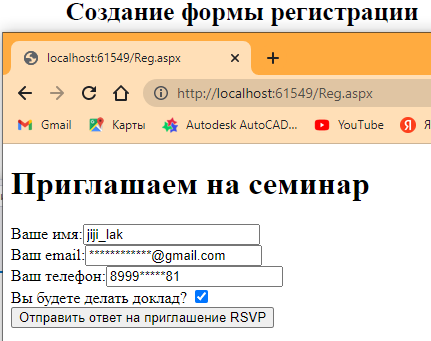 Создание формы регистрации
localhost:61549/Reg.aspx
http://localhost:61549/Reg.aspx
Gmail Карты Autodesk AutoCAD... YouTube Я
Приглашаем на семинар
Ваше имя: jiji_lak
Ваш email: ************@gmail.com
Ваш телефон: 8999*****81
Вы будете делать доклад?
Отправить ответ на приглашение RSVP